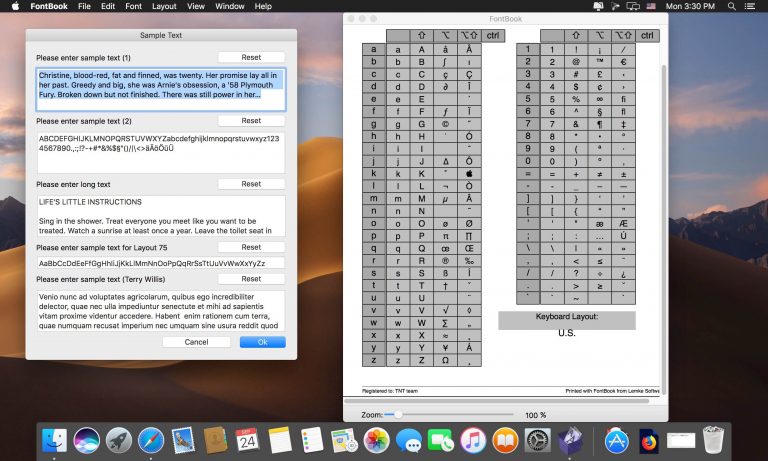 FontBook File Edit Font Layout View Window Help
Mon 3:30 PM
Sample Text
Please enter sample text (1)
Reset
Christine, blood-red, fat and finned, was twenty. Her promise lay all in
her past. Greedy and big, she was Arnie's obsession, a '58 Plymouth
Fury. Broken down but not finished. There was still power in her...
Please enter sample text (2)
Reset
ABCDEFGHIJKLMNOPQRSTUVWXYZabcdefghijklmnopqrstuvwxyz123
4567890.,:;!?-+#*&%$§"()/|\<>äÄöÖüÜ
Please enter long text
Reset
LIFE'S LITTLE INSTRUCTIONS
Sing in the shower. Treat everyone you meet like you want to be
treated. Watch a sunrise at least once a year. Leave the toilet seat in
Please enter sample text for Layout 75
Reset
AaBbCcDdEeFfGgHhIiJjKkLlMmNnOoPpQqRrSsTtUuVvWwXxYyZz
Please enter sample text (Terry Willis)
Reset
Venio nunc ad voluptates agricolarum, quibus ego incredibiliter
delector, quae nec ulla impediuntur senectute et mihi ad sapientis
vitam proxime videntur accedere. Habent enim rationem cum terra,
quae numquam recusat imperium nec umquam sine usura reddit quod
Cancel
Ok
FontBook
⇧ ⌥ ⌥⇧ ctrl
a a A å Å
b b B ∫ ı
c c C ç Ç
d d D ∂ Î
e e E ´
f f F ƒ Ï
g g G © ˝
h h H ˙ Ó
i i I ˆ
j j J ∆ Ô
k k K ˚
l l L ¬ Ò
m m M µ Â
n n N
o o O ø Ø
p p P π ∏
q q Q œ Œ
r r R ® ‰
s s S ß Í
t t T † ˇ
u u U
v v V √ ◊
w w W ∑ „
x x X ≈ ˛
y y Y ¥ Á
z z Z Ω ¸
⇧ ⌥ ⌥⇧ ctrl
1 1 ! ¡ ⁄
2 2 @ ™ €
3 3 # £ ‹
4 4 $ ¢ ›
5 5 % ∞ ﬁ
6 6 ^ § ﬂ
7 7 & ¶ ‡
8 8 * • °
9 9 ( ª ·
0 0 ) º ‚
= = + ≠ ±
- - _ – —
] ] } ‘ ’
[ [ { “ ”
' ' " æ Æ
; ; : … Ú
\ \ | « »
, , < ≤ ¯
/ / ? ÷ ¿
. . > ≥ ˘
` ` ~
Keyboard Layout:
U.S.
Registered to: TNT team
Printed with FontBook from Lemke Softwa
Zoom:
100 %
SEP
24